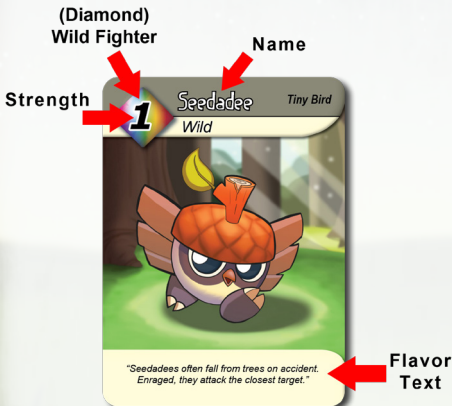 (Diamond)
Wild Fighter
Name
Strength
1
Seedadee
Tiny Bird
Wild
"Seedadees often fall from trees on accident.
Enraged, they attack the closest target."
Flavor
Text